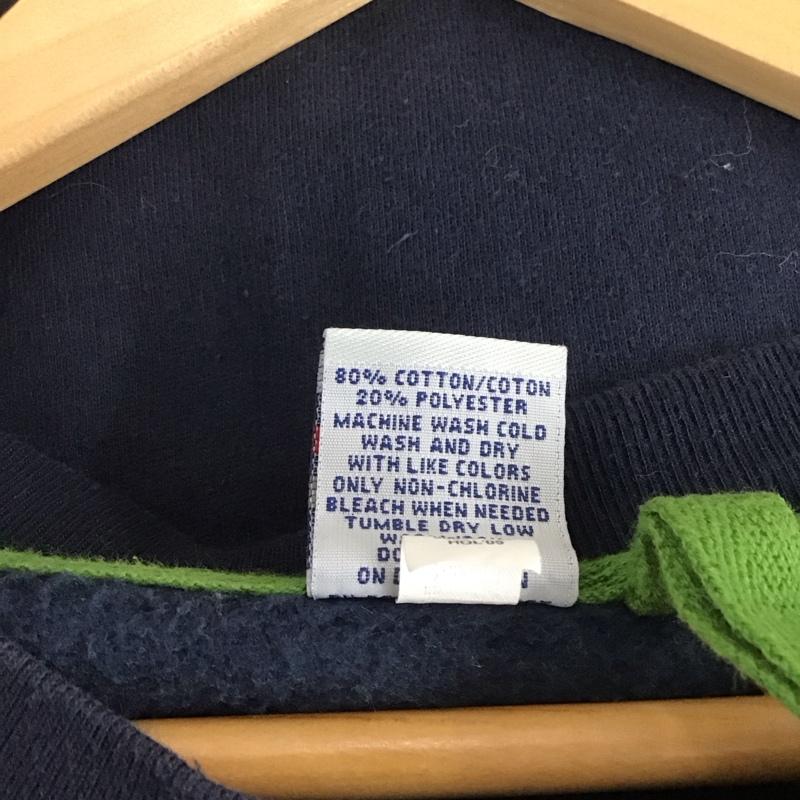 80% COTTON/COTON
20% POLYESTER
MACHINE WASH COLD
WASH AND DRY
WITH LIKE COLORS
ONLY NON-CHLORINE
BLEACH WHEN NEEDED
TUMBLE DRY LOW
ON